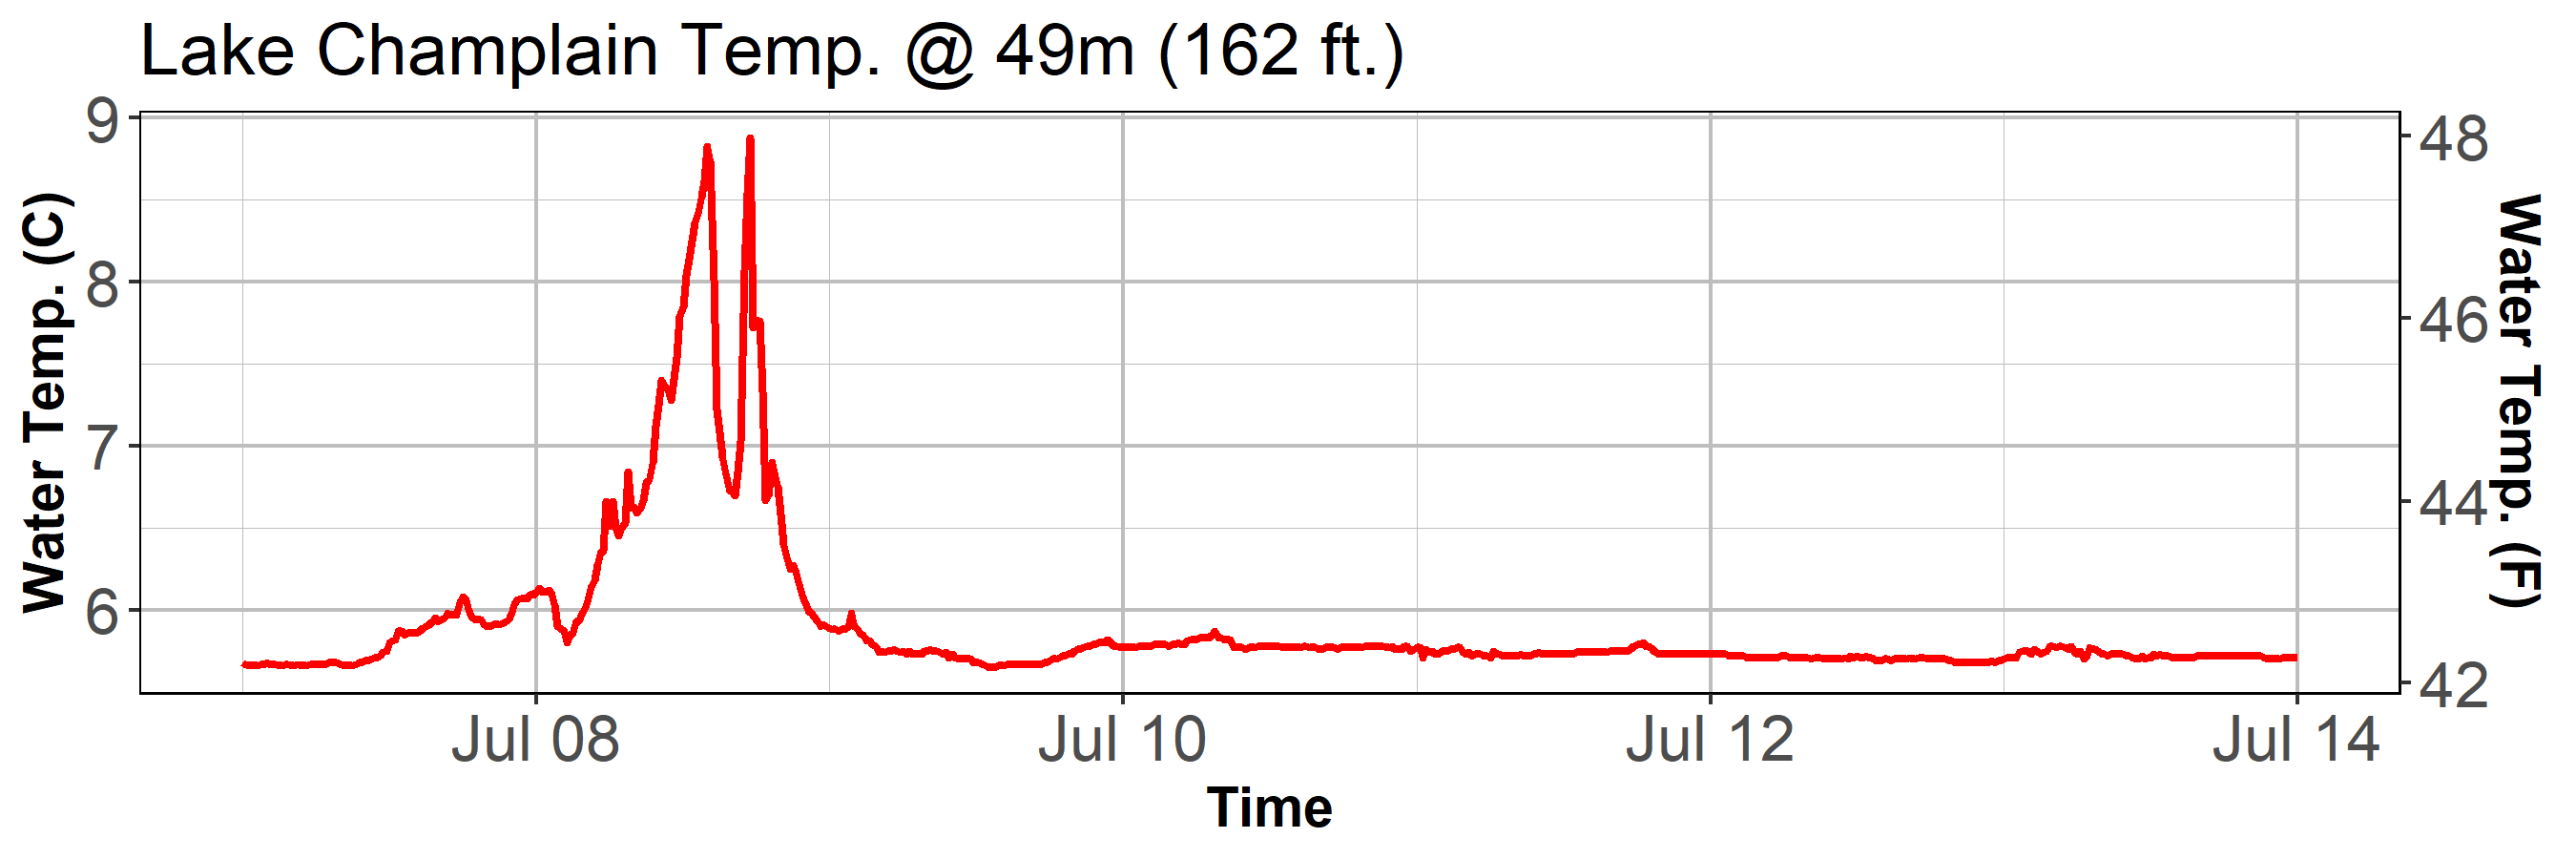 Lake Champlain Temp. @ 49m (162 ft.)
Water Temp. (C)
9
8
7
6
48
46
44
42
Water Temp. (F)
Jul 08 Jul 10 Jul 12 Jul 14
Time